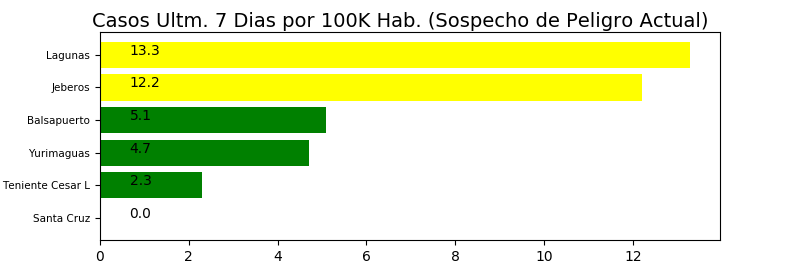 Casos Ultm. 7 Dias por 100K Hab. (Sospecho de Peligro Actual)
Lagunas 13.3
Jeberos 12.2
Balsapuerto 5.1
Yurimaguas 4.7
Teniente Cesar L 2.3
Santa Cruz 0.0
0 2 4 6 8 10 12